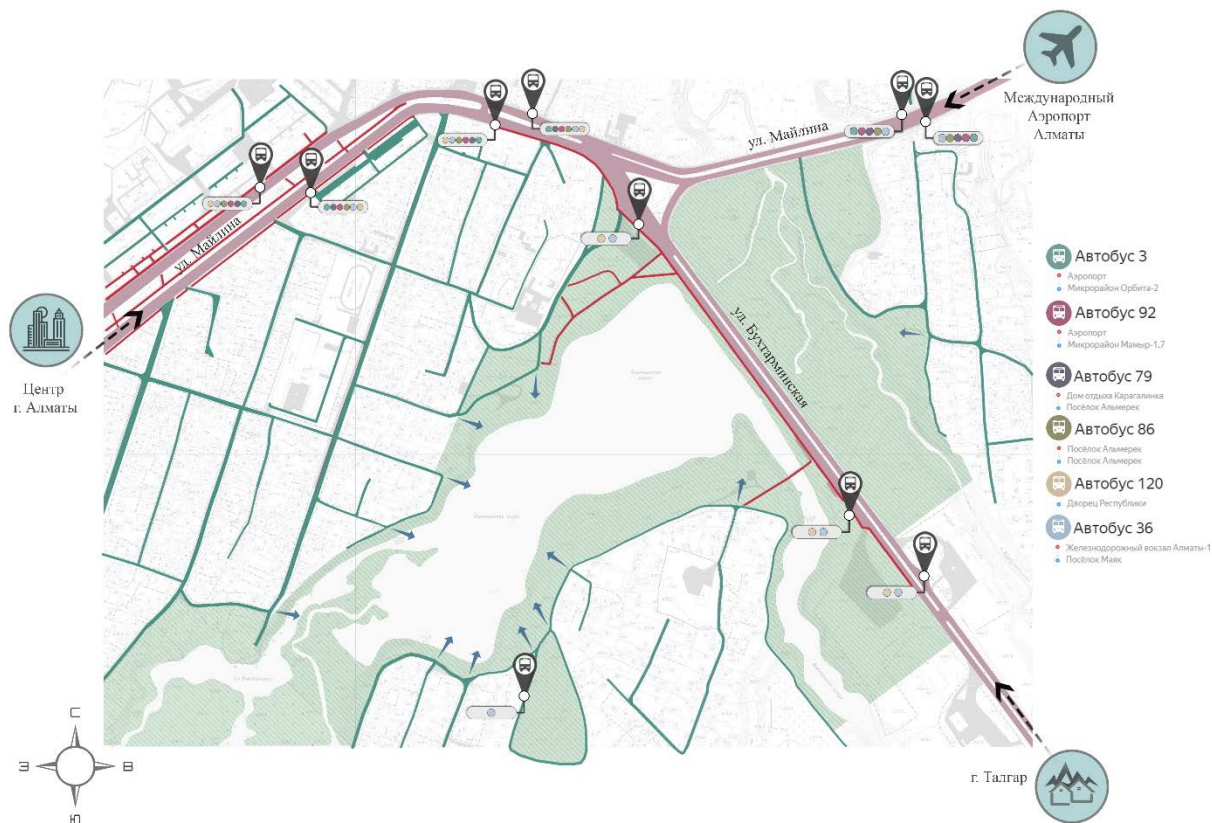 Международный
Аэропорт
Алматы
ул. Майлина
ул. Майлина
ул. Бухтарминская
Центр
г. Алматы
Автобус 3
Аэропорт
Микрорайон Орбита-2
Автобус 92
Аэропорт
Микрорайон Мамыр-1,7
Автобус 79
Дом отдыха Карагалинка
Посёлок Альмерек
Автобус 86
Посёлок Альмерек
Посёлок Альмерек
Автобус 120
Дворец Республики
Автобус 36
Железнодорожный вокзал Алматы-1
Посёлок Маяк
г. Талгар
З
В